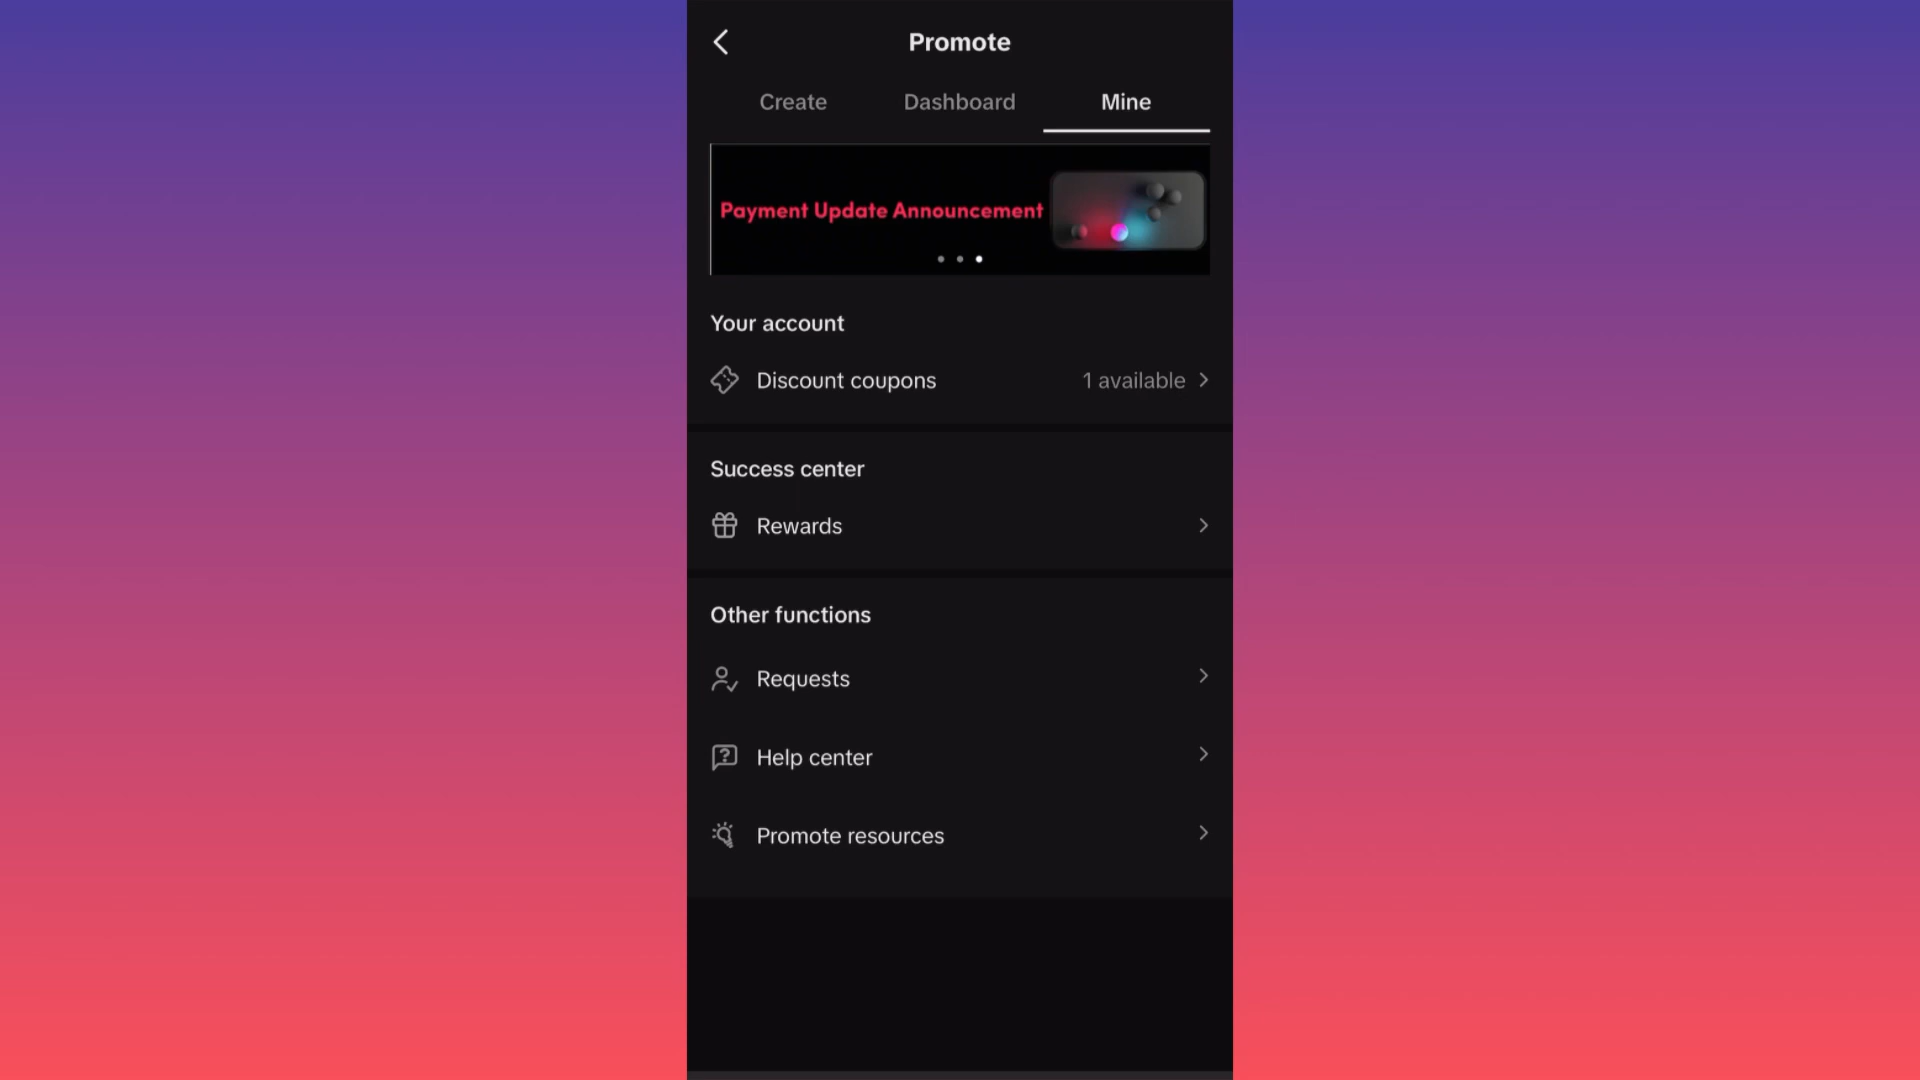 Promote
Create
Dashboard
Mine
Payment Update Announcement
Your account
Discount coupons
1 available
Success center
Rewards
Other functions
Requests
Help center
Promote resources